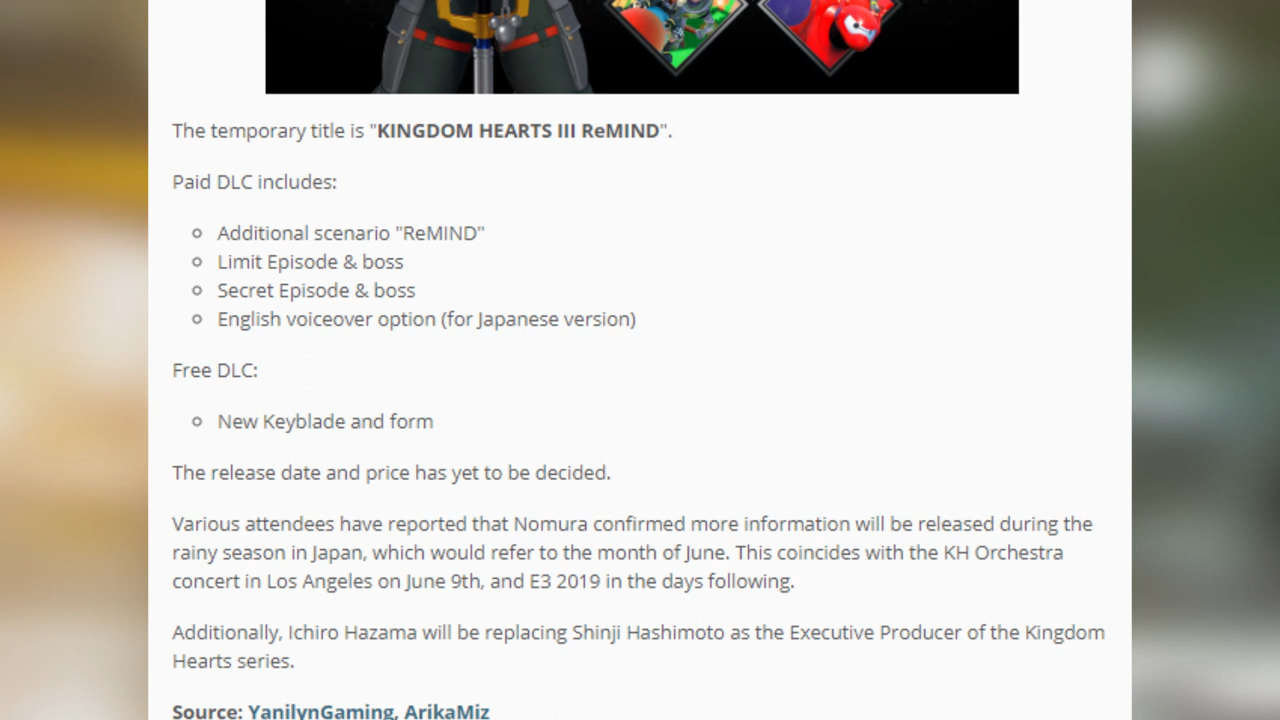 The temporary title is "KINGDOM HEARTS III ReMIND".
Paid DLC includes:
Additional scenario "ReMIND"
Limit Episode & boss
Secret Episode & boss
English voiceover option (for Japanese version)
Free DLC:
New Keyblade and form
The release date and price has yet to be decided.
Various attendees have reported that Nomura confirmed more information will be released during the
rainy season in Japan, which would refer to the month of June. This coincides with the KH Orchestra
concert in Los Angeles on June 9th, and E3 2019 in the days following.
Additionally, Ichiro Hazama will be replacing Shinji Hashimoto as the Executive Producer of the Kingdom
Hearts series.
Source: YanilynGaming, ArikaMiz